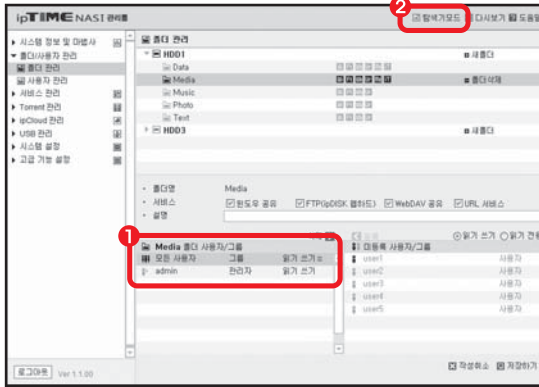 ipTIME NAS I 관리툴
2
탐색기모드
다시보기
도움말
시스템 정보 및 마법사
폴더/사용자 관리
폴더 관리
사용자 관리
서비스 관리
Torrent 관리
ipCloud 관리
USB 관리
시스템 설정
고급 기능 설정
폴더 관리
HDD1 새폴더
Data
Media 폴더삭제
Music
Photo
Text
HDD3 새폴더
폴더명 Media
서비스 윈도우 공유 FTP(ipDISK 웹하드) WebDAV 공유 URL 서비스
설명
1
읽기 쓰기 읽기 전용
Media 폴더 사용자/그룹
모든 사용자 그룹 읽기 쓰기
admin 관리자 읽기 쓰기
미등록 사용자/그룹
user1 사용자
user2 사용자
user3 사용자
user4 사용자
user5 사용자
작성취소 저장하기
로그아웃 Ver 1.1.00